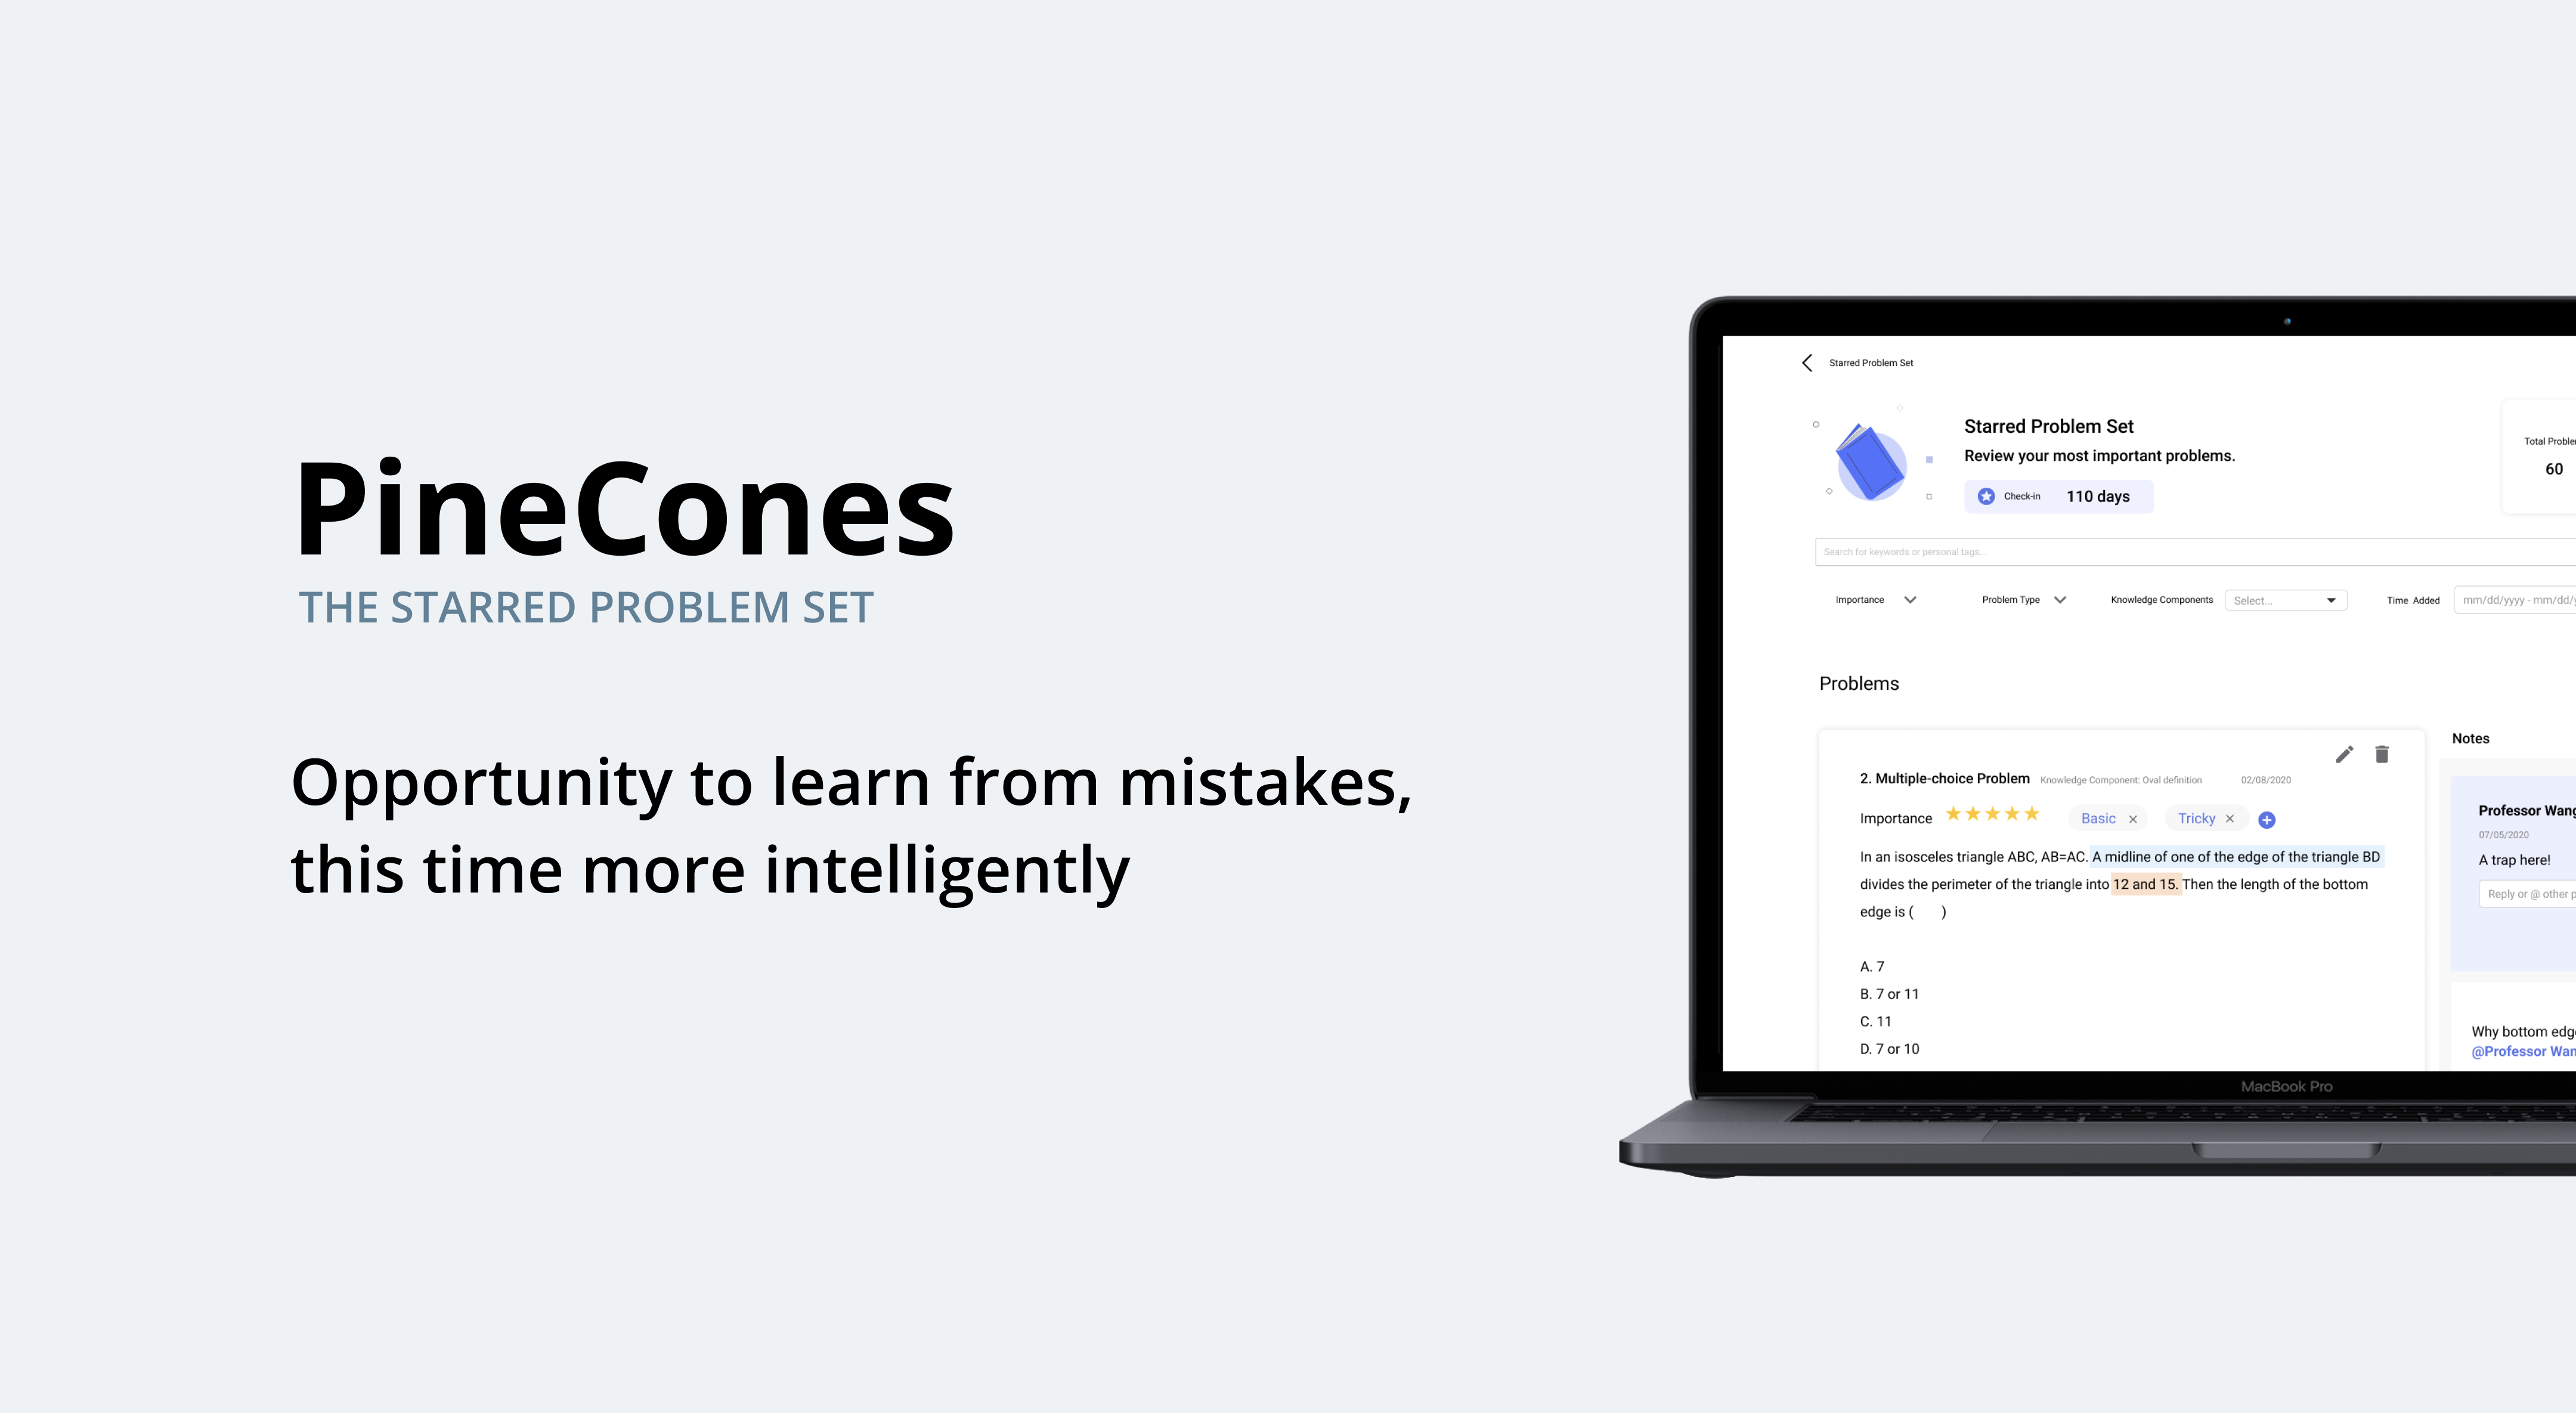 PineCones
THE STARRED PROBLEM SET
Opportunity to learn from mistakes,
this time more intelligently
Starred Problem Set
Starred Problem Set
Review your most important problems.
Check-in 110 days
Total
60
Search for keywords or personal tags...
Importance Problem Type Knowledge Components Select... Time Added mm/dd/yyyy - mm/dd/
Problems
Notes
2. Multiple-choice Problem Knowledge Component: Oval definition 02/08/2020
Importance Basic Tricky
In an isosceles triangle ABC, AB=AC. A midline of one of the edge of the triangle BD
divides the perimeter of the triangle into 12 and 15. Then the length of the bottom
edge is ( )
A. 7
B. 7 or 11
C. 11
D. 7 or 10
Professor Wang
07/05/2020
A trap here!
Reply or @ other
Why bottom
@Professor
MacBook Pro